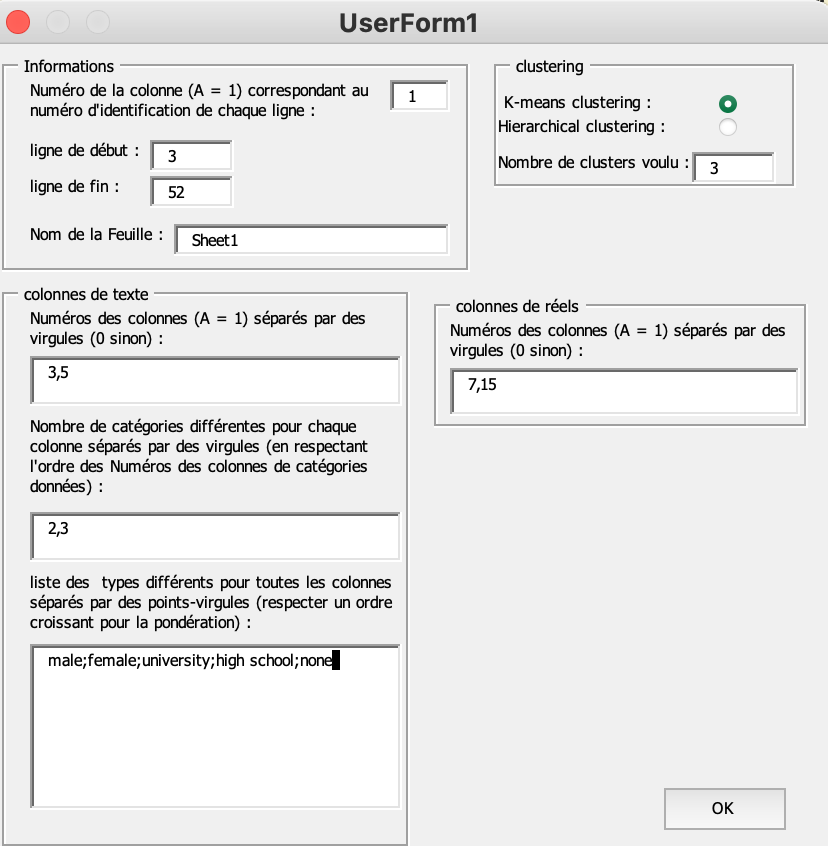 UserForm1
Informations
Numéro de la colonne (A = 1) correspondant au
numéro d'identification de chaque ligne :
1
ligne de début :
3
ligne de fin :
52
Nom de la Feuille :
Sheet1
clustering
K-means clustering :
Hierarchical clustering :
Nombre de clusters voulu :
3
colonnes de texte
Numéros des colonnes (A = 1) séparés par des
virgules (0 sinon) :
3,5
Nombre de catégories différentes pour chaque
colonne séparés par des virgules (en respectant
l'ordre des Numéros des colonnes de catégories
données) :
2,3
liste des  types différents pour toutes les colonnes
séparés par des points-virgules (respecter un ordre
croissant pour la pondération) :
male;female;university;high school;none
colonnes de réels
Numéros des colonnes (A = 1) séparés par des
virgules (0 sinon) :
7,15
OK